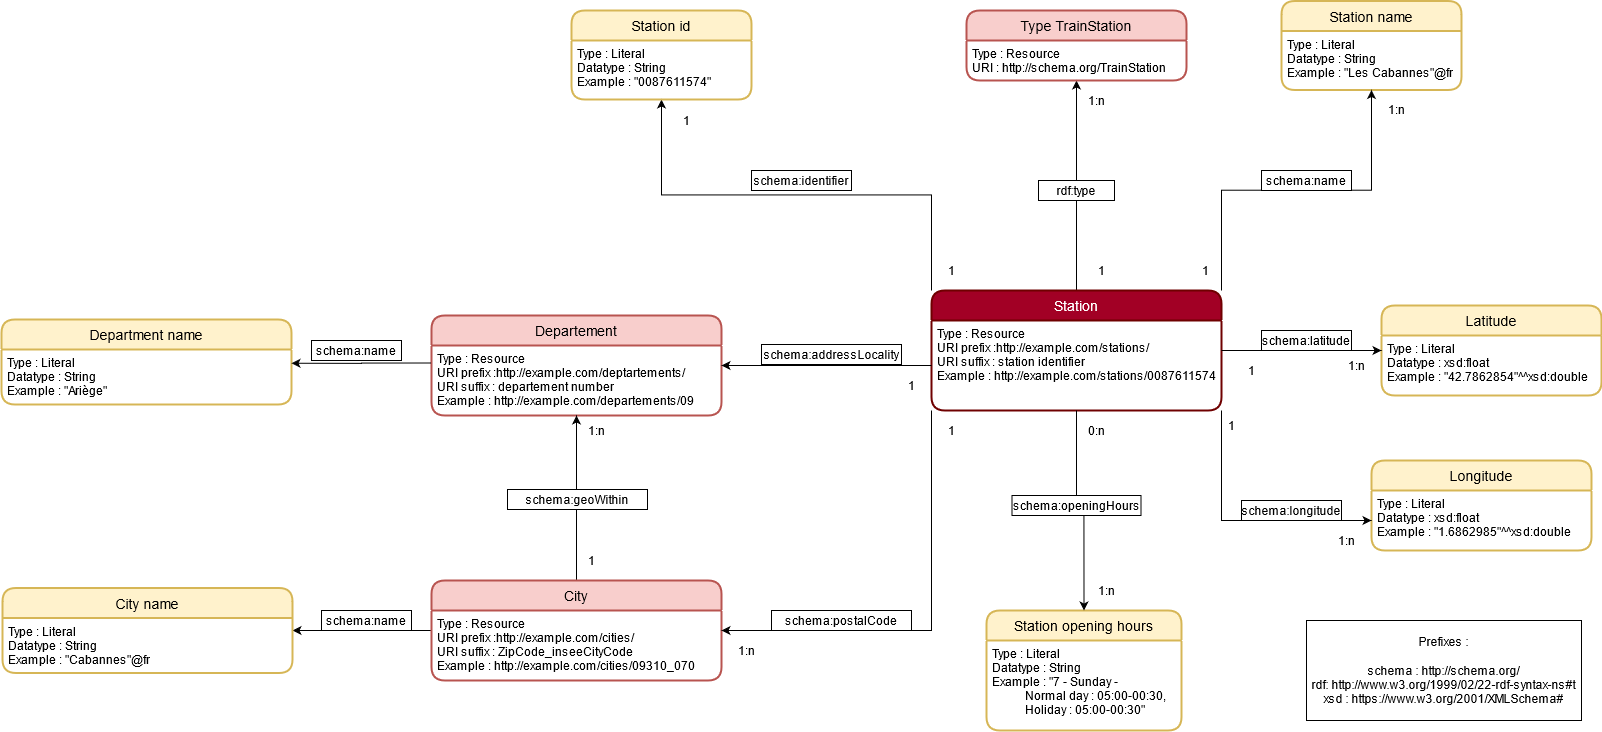 Station id
Type : Literal
Datatype : String
Example : "0087611574"
1
Type TrainStation
Type : Resource
URI : http://schema.org/TrainStation
1:n
Station name
Type : Literal
Datatype : String
Example : "Les Cabannes"@fr
1:n
schema:identifier
rdf:type
schema:name
1
1
1
Station
Type : Resource
URI prefix :http://example.com/stations/
URI suffix : station identifier
Example : http://example.com/stations/0087611574
Department name
Type : Literal
Datatype : String
Example : "Ariège"
schema:name
Departement
Type : Resource
URI prefix :http://example.com/deptartements/
URI suffix : departement number
Example : http://example.com/departements/09
schema:addressLocality
1
schema:latitude
1
1:n
Latitude
Type : Literal
Datatype : xsd:float
Example : "42.7862854"^^xsd:double
1:n
1
0:n
1
schema:geoWithin
1
schema:openingHours
1:n
schema:longitude
1:n
Longitude
Type : Literal
Datatype : xsd:float
Example : "1.6862985"^^xsd:double
City name
Type : Literal
Datatype : String
Example : "Cabannes"@fr
schema:name
City
Type : Resource
URI prefix :http://example.com/cities/
URI suffix : ZipCode_inseeCityCode
Example : http://example.com/cities/09310_070
schema:postalCode
1:n
Station opening hours
Type : Literal
Datatype : String
Example : "7 - Sunday -
Normal day : 05:00-00:30,
Holiday : 05:00-00:30"
Prefixes :
schema : http://schema.org/
rdf: http://www.w3.org/1999/02/22-rdf-syntax-ns#t
xsd : https://www.w3.org/2001/XMLSchema#